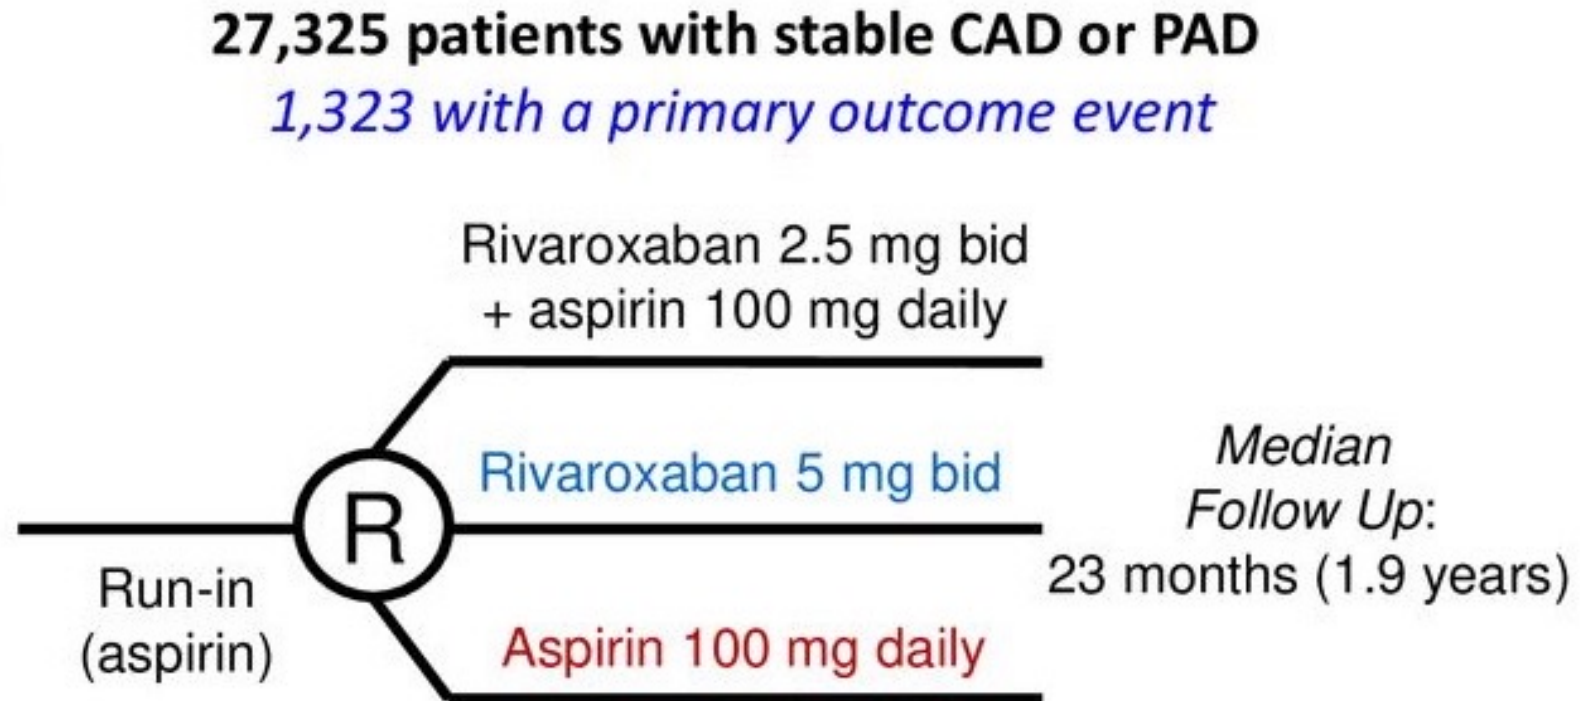 27,325 patients with stable CAD or PAD
1,323 with a primary outcome event
Rivaroxaban 2.5 mg bid
+ aspirin 100 mg daily
Rivaroxaban 5 mg bid
R
Run-in
(aspirin)
Aspirin 100 mg daily
Median
Follow Up:
23 months (1.9 years)